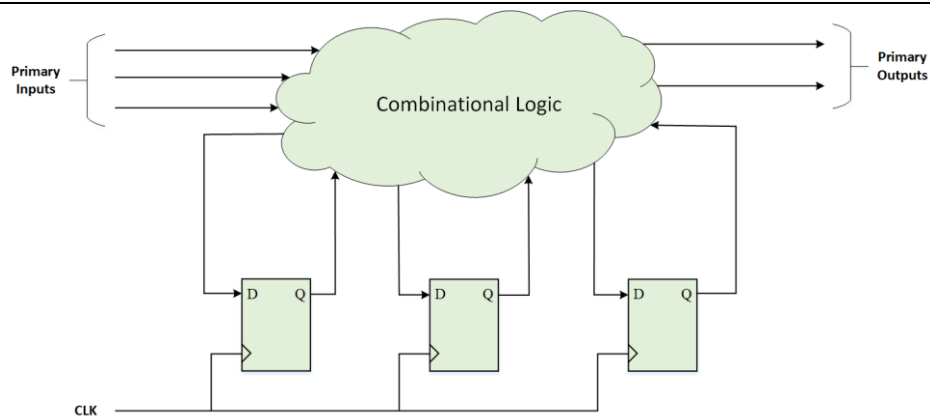 Primary
Inputs
Combinational Logic
Primary
Outputs
D Q
D Q
D Q
CLK